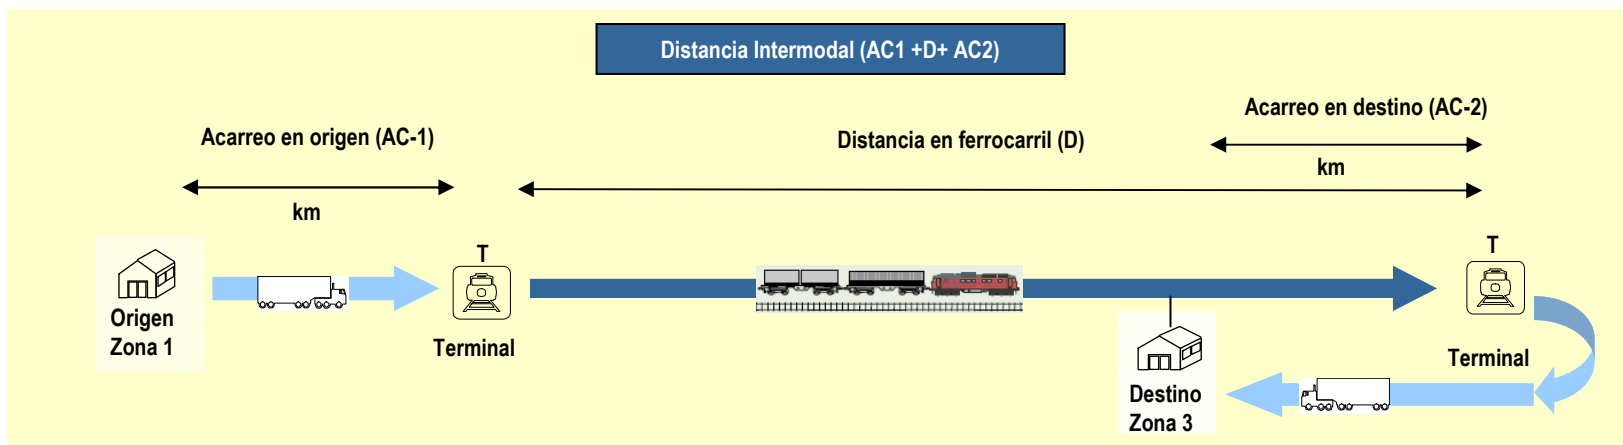 Distancia Intermodal (AC1 +D+ AC2)
Acarreo en origen (AC-1)
Distancia en ferrocarril (D)
Acarreo en destino (AC-2)
km
km
T
T
Origen
Zona 1
Terminal
Terminal
Destino
Zona 3